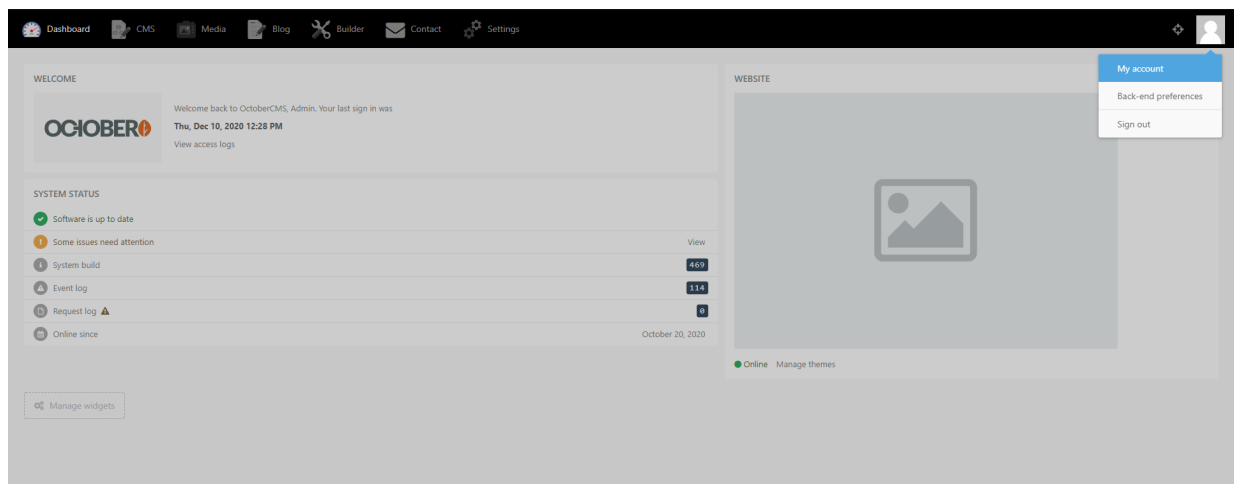 Dashboard CMS Media Blog Builder Contact Settings
My account
Back-end preferences
Sign out
WELCOME
OCTOBER
Welcome back to OctoberCMS, Admin. Your last sign in was
Thu, Dec 10, 2020 12:28 PM
View access logs
SYSTEM STATUS
Software is up to date
Some issues need attention View
System build 469
Event log 114
Request log 0
Online since October 20, 2020
WEBSITE
Online Manage themes
Manage widgets